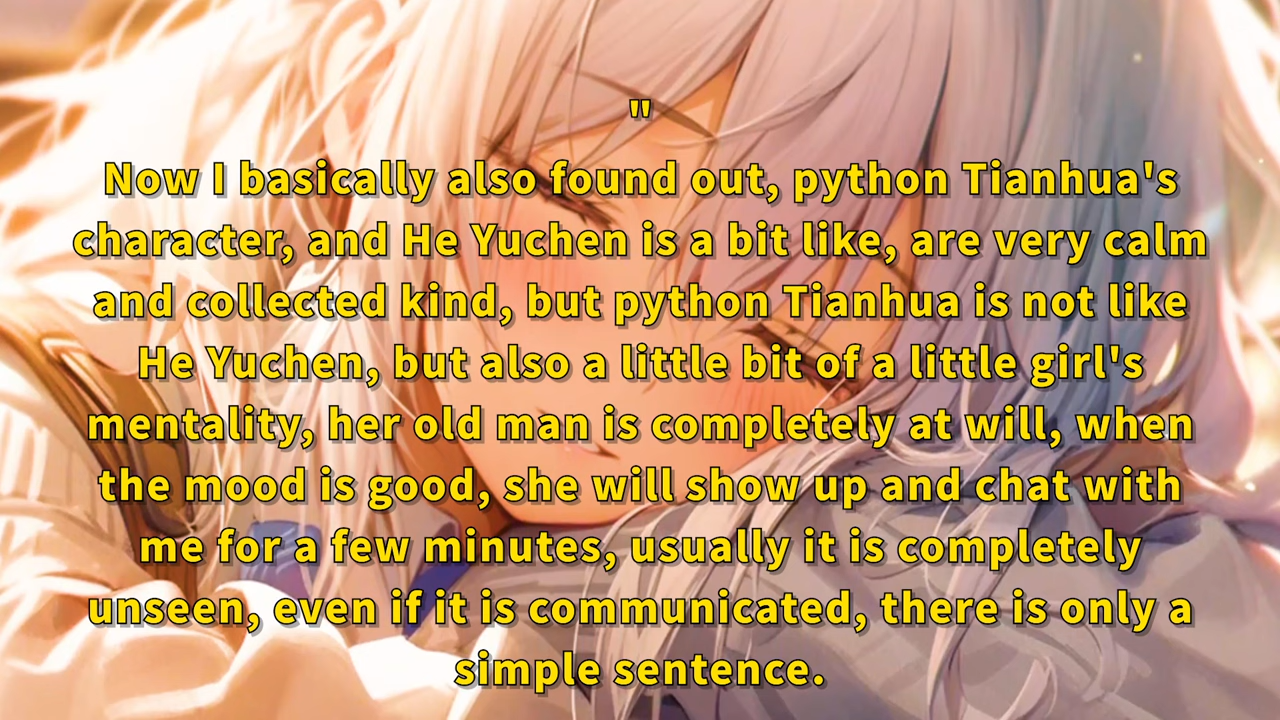 "
Now I basically also found out, python Tianhua's
character, and He Yuchen is a bit like, are very calm
and collected kind, but python Tianhua is not like
He Yuchen, but also a little bit of a little girl's
mentality, her old man is completely at will, when
the mood is good, she will show up and chat with
me for a few minutes, usually it is completely
unseen, even if it is communicated, there is only a
simple sentence.